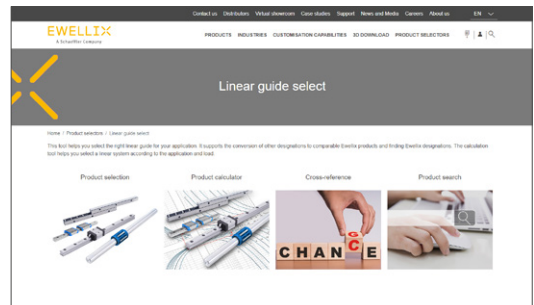 Contact us Distributors Virtual showroom Case studies Support News and Media Careers About us EN
EWELLIX
A Schaeffler Company
PRODUCTS INDUSTRIES CUSTOMISATION CAPABILITIES 3D DOWNLOAD PRODUCT SELECTORS
Linear guide select
Home / Product selectors / Linear guide select
This tool helps you select the right linear guide for your application. It supports the conversion of other designations to comparable Ewellix products and finding Ewellix designations. The calculation
tool helps you select a linear system according to the application and load.
Product selection Product calculator Cross-reference Product search
G
CHANCE